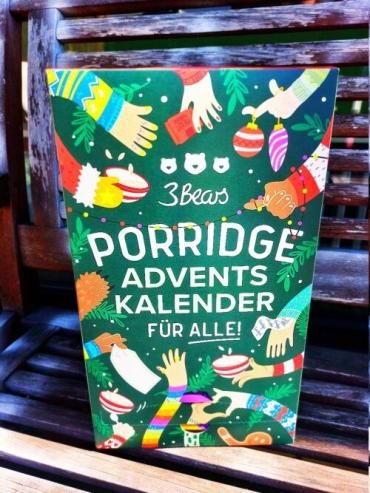 3Bears
PORRIDGE
ADVENTS
KALENDER
FÜR ALLE!